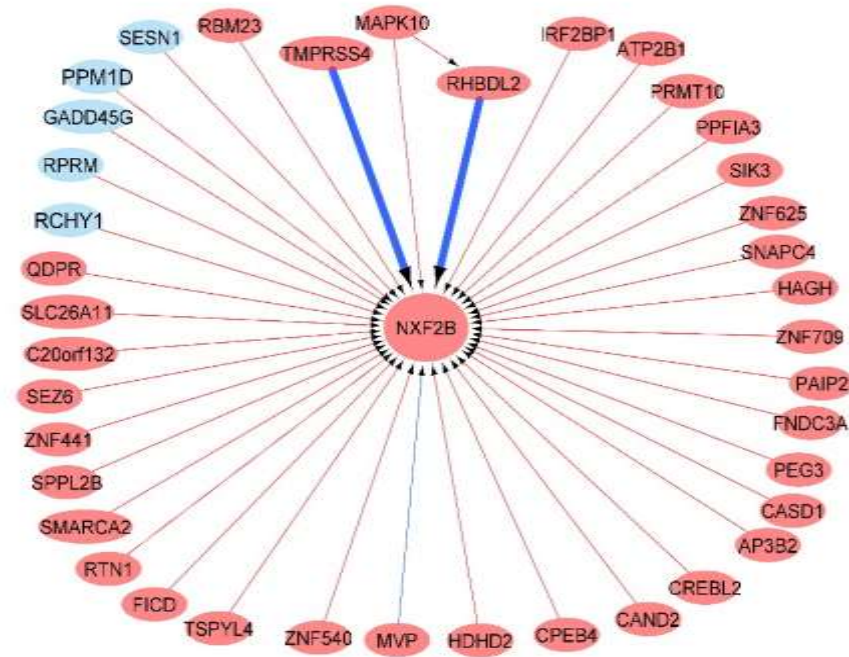 MAPK10
RBM23
IRF2BP1
SESN1
TMPRSS4
ATP2B1
PPM1D
RHBDL2
PRMT10
GADD45G
PPFIA3
RPRM
SIK3
RCHY1
ZNF625
SNAPC4
QDPR
HAGH
SLC26A11
NXF2B
ZNF709
C20orf132
PAIP2
SEZ6
FNDC3A
ZNF441
PEG3
SPPL2B
CASD1
SMARCA2
AP3B2
RTN1
CREBL2
FICD
CAND2
TSPYL4
CPEB4
ZNF540
MVP
HDHD2